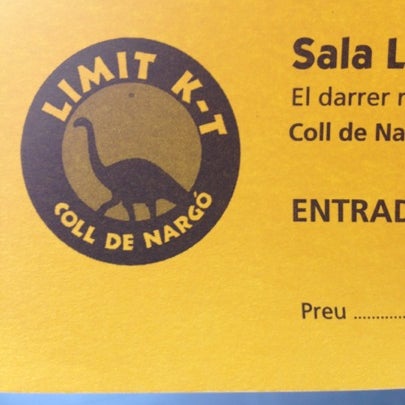 LIMIT K-T
COLL DE NARGÓ
Sala L
El darrer
Coll de Na
ENTRAD
Preu ............